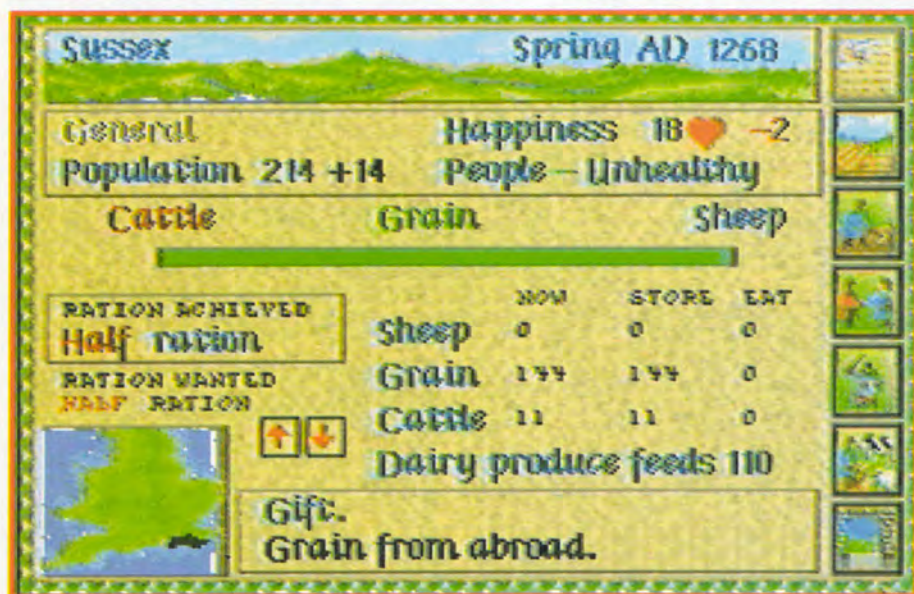 Sussex Spring AD 1268
General Happiness 18 -2
Population 214 +14 People - Unhealthy
Cattle Grain Sheep
NOW STORE EAT
RATION ACHIEVED
Half ration
Sheep 0 0 0
RATION WANTED
HALF RATION
Grain 144 144 0
Cattle 11 11 0
Dairy produce feeds 110
Gift.
Grain from abroad.